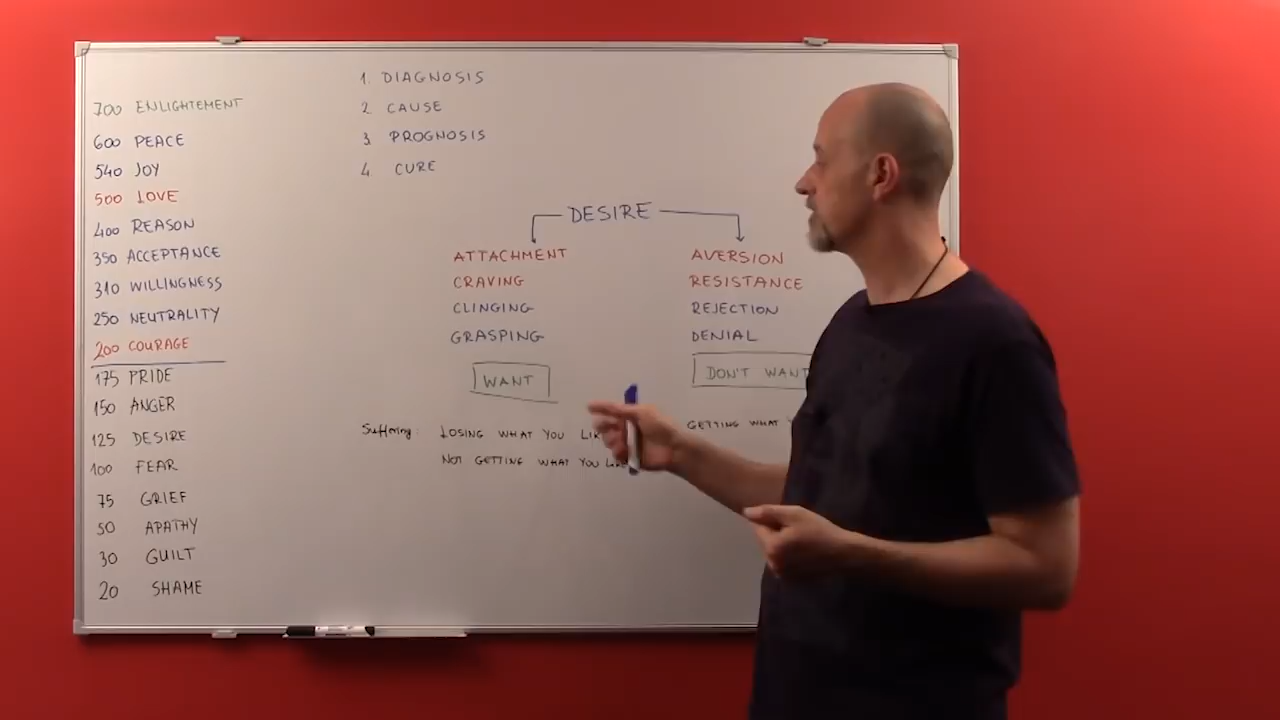 700 ENLIGHTEMENT
600 PEACE
540 JOY
500 LOVE
400 REASON
350 ACCEPTANCE
310 WILLINGNESS
250 NEUTRALITY
200 COURAGE
175 PRIDE
150 ANGER
125 DESIRE
100 FEAR
75 GRIEF
50 APATHY
30 GUILT
20 SHAME
1. DIAGNOSIS
2 CAUSE
3. PROGNOSIS
4. CURE
DESIRE
ATTACHMENT
CRAVING
CLINGING
GRASPING
WANT
AVERSION
RESISTANCE
REJECTION
DENIAL
DON'T WANT
Suffering: LOSING WHAT YOU
NOT GETTING WHAT YOU
GETTING WHAT